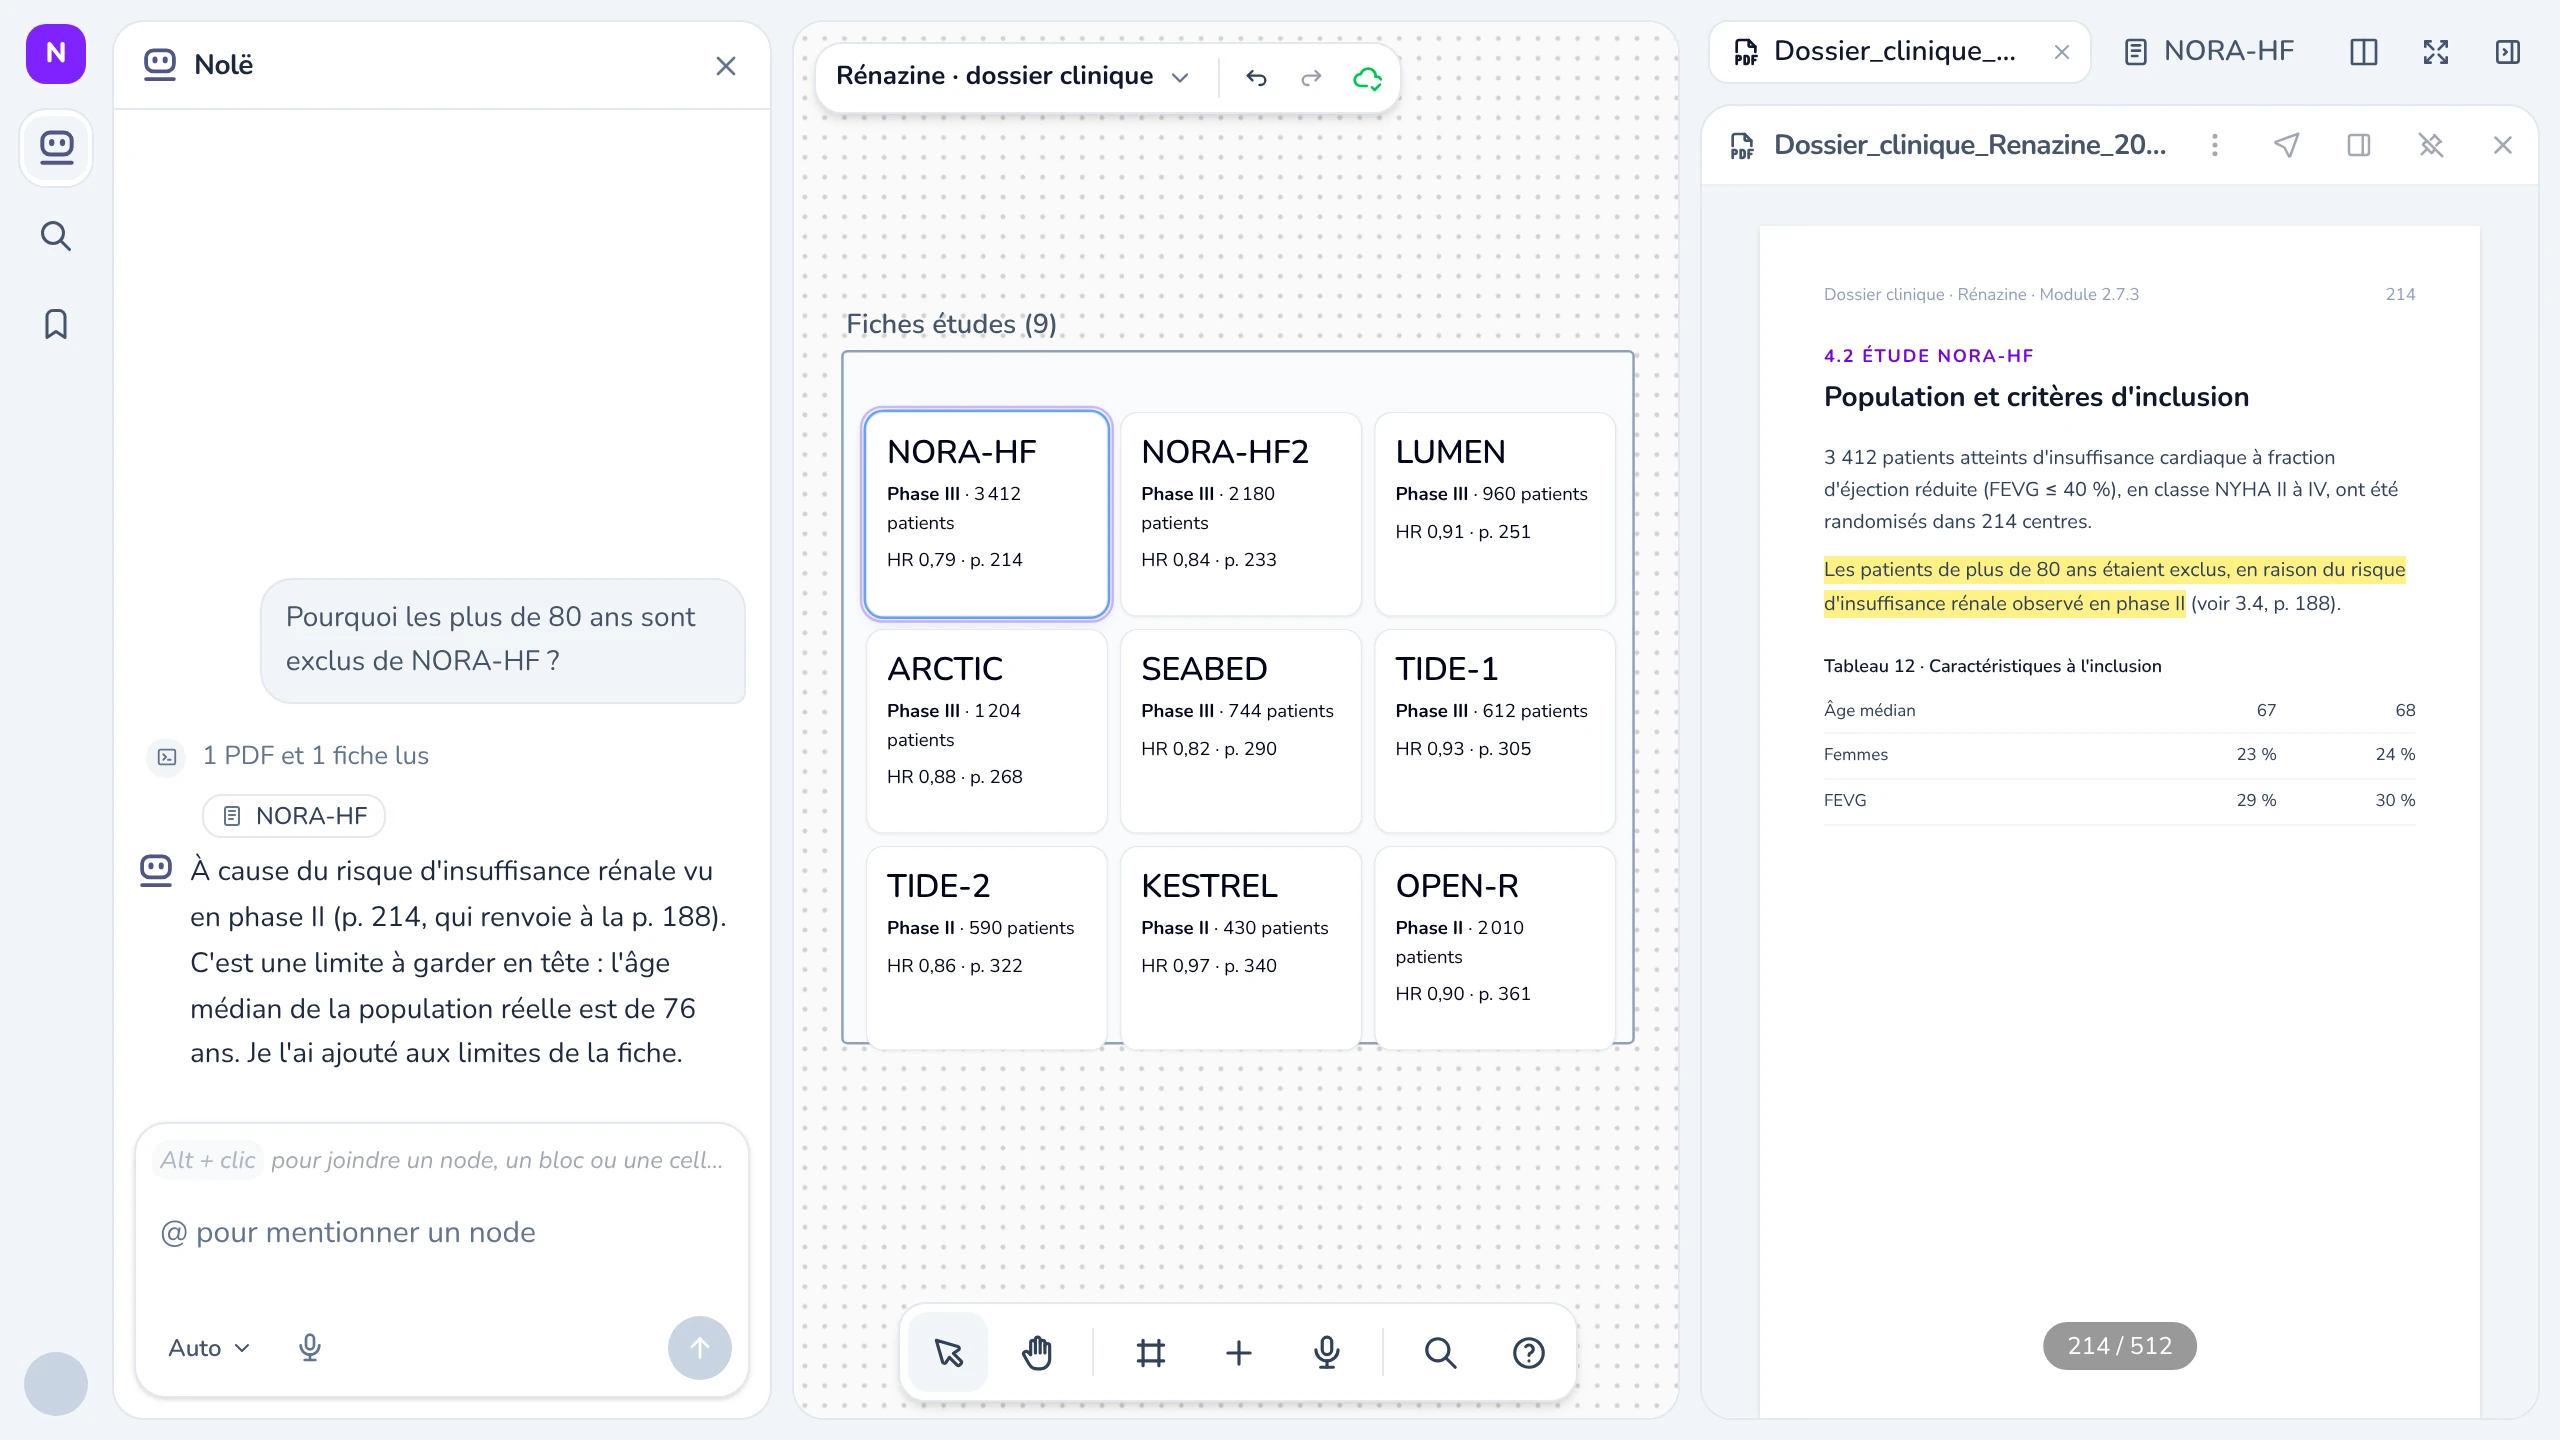 N
Nolë
Pourquoi les plus de 80 ans sont
exclus de NORA-HF ?
1 PDF et 1 fiche lus
NORA-HF
À cause du risque d'insuffisance rénale vu
en phase II (p. 214, qui renvoie à la p. 188).
C'est une limite à garder en tête : l'âge
médian de la population réelle est de 76
ans. Je l'ai ajouté aux limites de la fiche.
Alt + clic pour joindre un node, un bloc ou une cell...
@ pour mentionner un node
Auto
Rénazine · dossier clinique
Fiches études (9)
NORA-HF
Phase III · 3 412
patients
HR 0,79 · p. 214
NORA-HF2
Phase III · 2 180
patients
HR 0,84 · p. 233
LUMEN
Phase III · 960 patients
HR 0,91 · p. 251
ARCTIC
Phase III · 1 204
patients
HR 0,88 · p. 268
SEABED
Phase III · 744 patients
HR 0,82 · p. 290
TIDE-1
Phase III · 612 patients
HR 0,93 · p. 305
TIDE-2
Phase II · 590 patients
HR 0,86 · p. 322
KESTREL
Phase II · 430 patients
HR 0,97 · p. 340
OPEN-R
Phase II · 2 010
patients
HR 0,90 · p. 361
PDF Dossier_clinique_...
NORA-HF
PDF Dossier_clinique_Renazine_20...
Dossier clinique · Rénazine · Module 2.7.3 214
4.2 ÉTUDE NORA-HF
Population et critères d'inclusion
3 412 patients atteints d'insuffisance cardiaque à fraction
d'éjection réduite (FEVG ≤ 40 %), en classe NYHA II à IV, ont été
randomisés dans 214 centres.
Les patients de plus de 80 ans étaient exclus, en raison du risque
d'insuffisance rénale observé en phase II (voir 3.4, p. 188).
Tableau 12 · Caractéristiques à l'inclusion
Âge médian 67 68
Femmes 23 % 24 %
FEVG 29 % 30 %
214 / 512